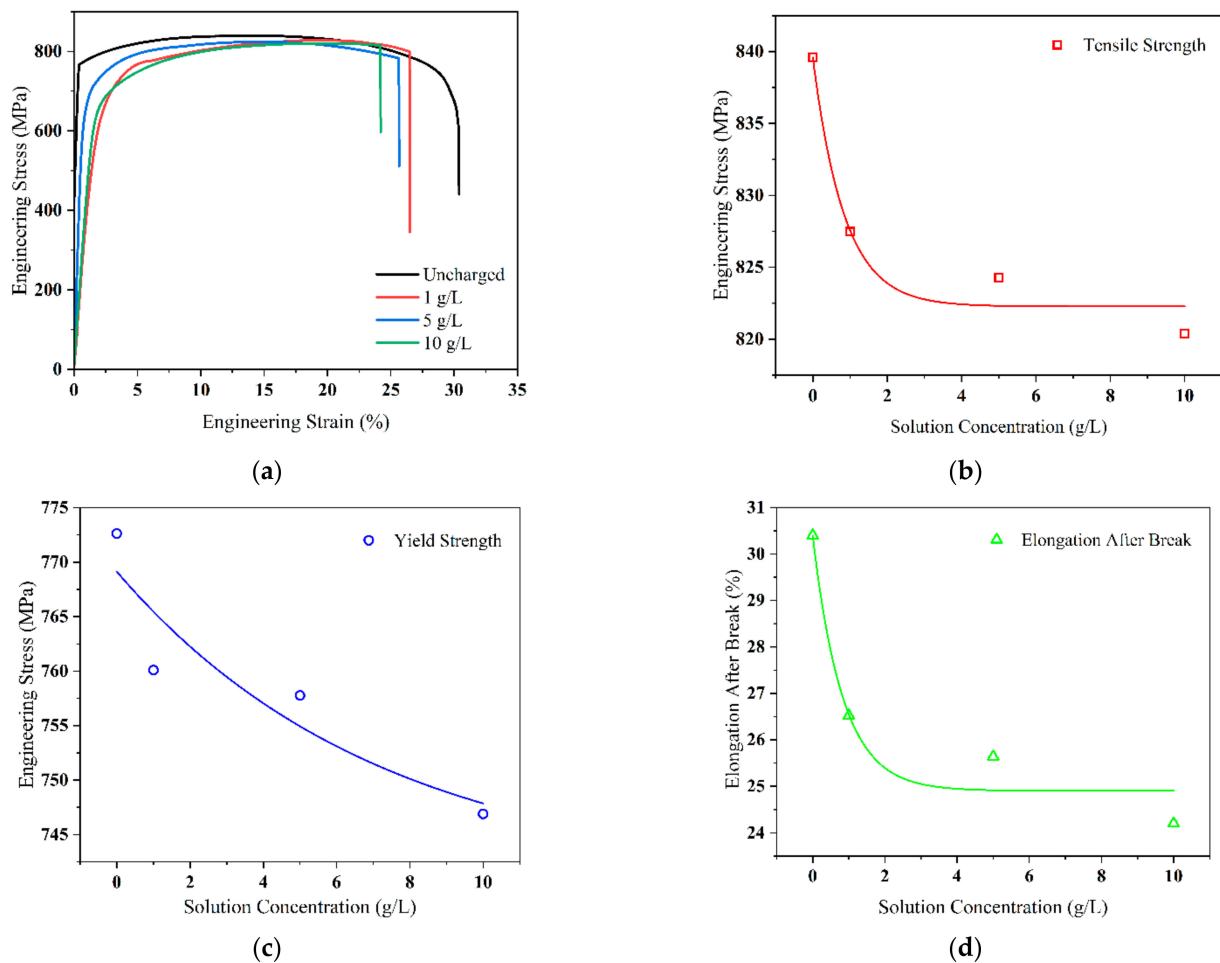 Engineering Stress (MPa)
800
600
400
200
0
Uncharged
1 g/L
5 g/L
10 g/L
0 5 10 15 20 25 30 35
Engineering Strain (%)
(a)
Engineering Stress (MPa)
840
835
830
825
820
Tensile Strength
0 2 4 6 8 10
Solution Concentration (g/L)
(b)
Engineering Stress (MPa)
775
770
765
760
755
750
745
Yield Strength
0 2 4 6 8 10
Solution Concentration (g/L)
(c)
Elongation After Break (%)
31
30
29
28
27
26
25
24
Elongation After Break
0 2 4 6 8 10
Solution Concentration (g/L)
(d)